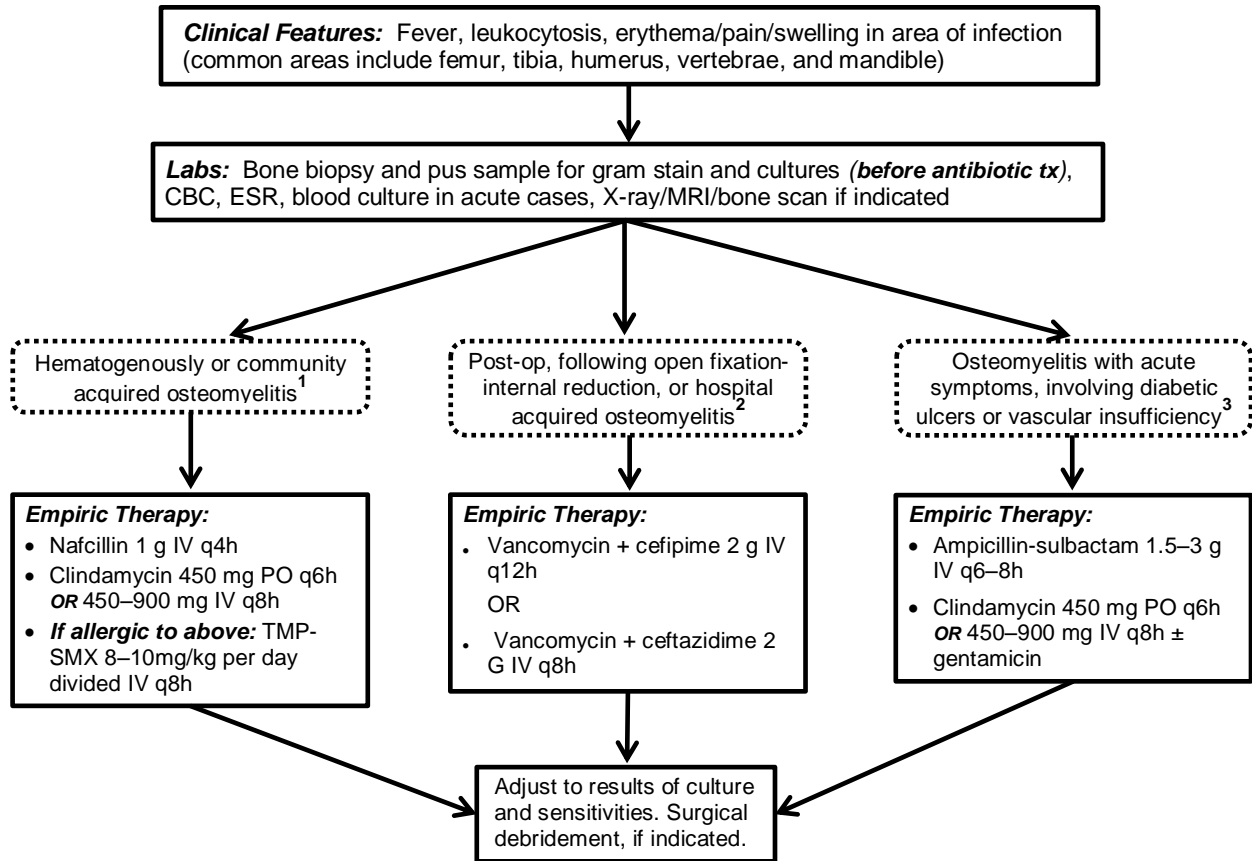 Clinical Features: Fever, leukocytosis, erythema/pain/swelling in area of infection
(common areas include femur, tibia, humerus, vertebrae, and mandible)
Labs: Bone biopsy and pus sample for gram stain and cultures (before antibiotic tx),
CBC, ESR, blood culture in acute cases, X-ray/MRI/bone scan if indicated
Hematogenously or community
acquired osteomyelitis1
Post-op, following open fixation-
internal reduction, or hospital
acquired osteomyelitis2
Osteomyelitis with acute
symptoms, involving diabetic
ulcers or vascular insufficiency3
Empiric Therapy:
• Nafcillin 1 g IV q4h
• Clindamycin 450 mg PO q6h
OR 450–900 mg IV q8h
• If allergic to above: TMP-
SMX 8–10mg/kg per day
divided IV q8h
Empiric Therapy:
• Vancomycin + cefipime 2 g IV
q12h
OR
• Vancomycin + ceftazidime 2
G IV q8h
Empiric Therapy:
• Ampicillin-sulbactam 1.5–3 g
IV q6–8h
• Clindamycin 450 mg PO q6h
OR 450–900 mg IV q8h ±
gentamicin
Adjust to results of culture
and sensitivities. Surgical
debridement, if indicated.